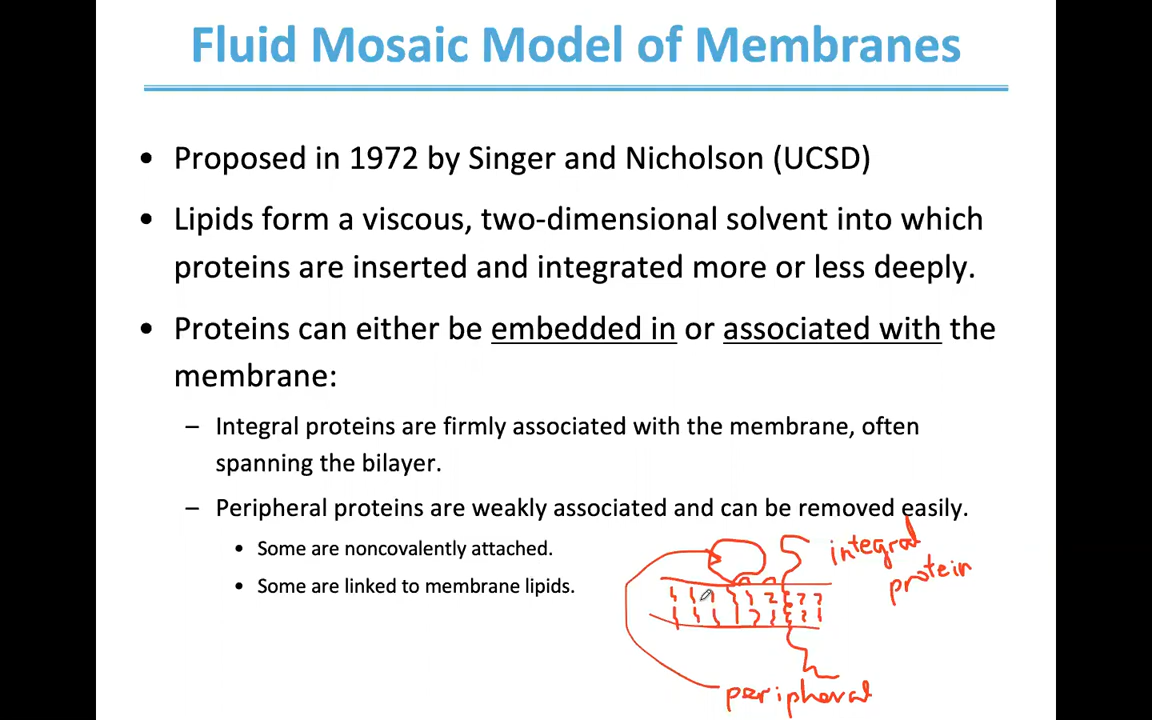 Fluid Mosaic Model of Membranes
• Proposed in 1972 by Singer and Nicholson (UCSD)
• Lipids form a viscous, two-dimensional solvent into which
proteins are inserted and integrated more or less deeply.
• Proteins can either be embedded in or associated with the
membrane:
– Integral proteins are firmly associated with the membrane, often
spanning the bilayer.
– Peripheral proteins are weakly associated and can be removed easily.
• Some are noncovalently attached.
• Some are linked to membrane lipids.
integral
protein
peripheral